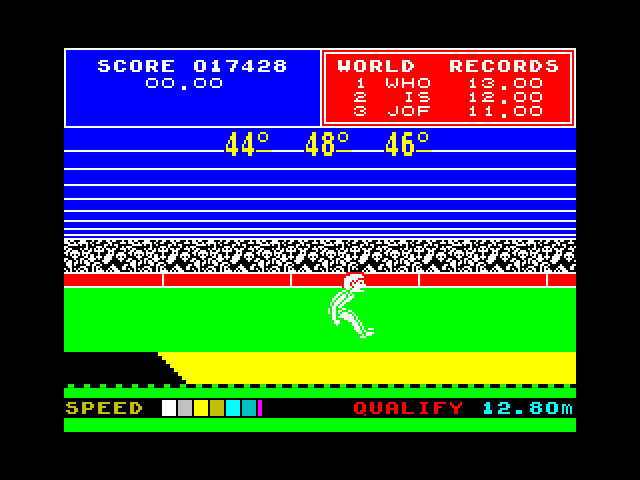 SCORE 017428
00.00
WORLD RECORDS
1 WHO 13.00
2 IS 12.00
3 JOF 11.00
44° 48° 46°
SPEED QUALIFY 12.80m